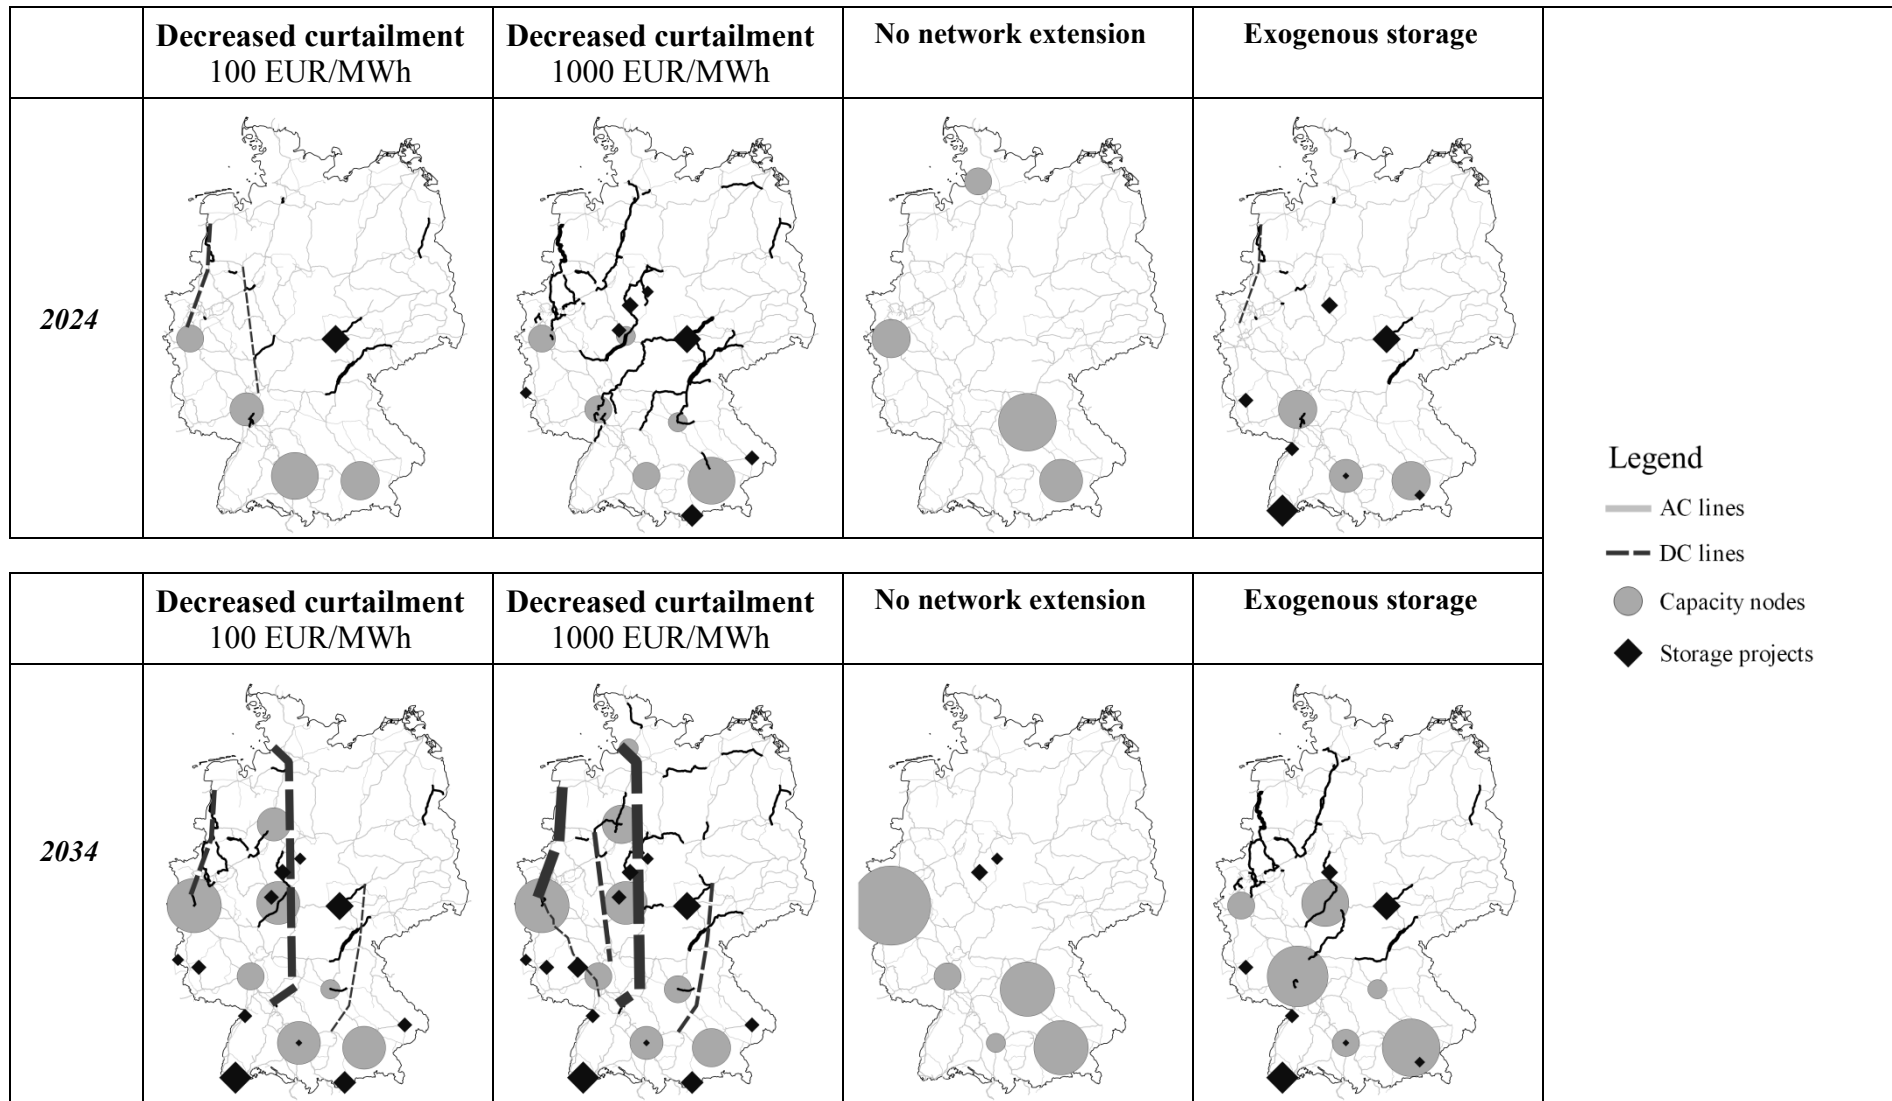 Decreased curtailment
100 EUR/MWh
Decreased curtailment
1000 EUR/MWh
No network extension
Exogenous storage
2024
Decreased curtailment
100 EUR/MWh
Decreased curtailment
1000 EUR/MWh
No network extension
Exogenous storage
2034
Legend
AC lines
DC lines
Capacity nodes
Storage projects